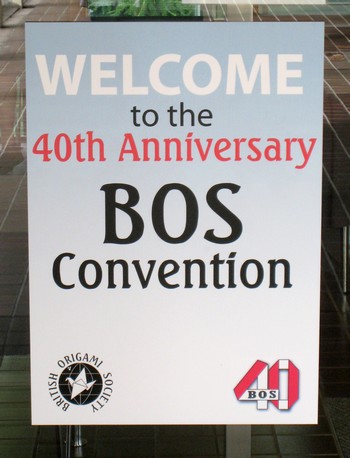 WELCOME
to the
40th Anniversary
BOS
Convention
BRITISH ORIGAMI SOCIETY
40
BOS